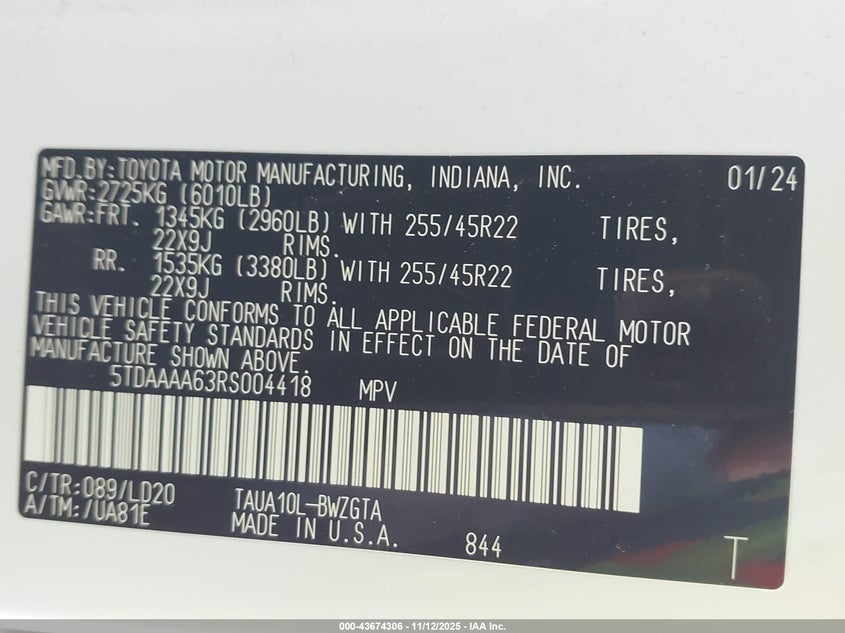 MFD.BY:TOYOTA MOTOR MANUFACTURING, INDIANA, INC. 01/24
GVWR:2725KG (6010LB)
GAWR:FRT. 1345KG (2960LB) WITH 255/45R22 TIRES,
22X9J RIMS.
RR. 1535KG (3380LB) WITH 255/45R22 TIRES,
22X9J RIMS.
THIS VEHICLE CONFORMS TO ALL APPLICABLE FEDERAL MOTOR
VEHICLE SAFETY STANDARDS IN EFFECT ON THE DATE OF
MANUFACTURE SHOWN ABOVE.
5TDAAAA63RS004418 MPV
C/TR:089/LD20 TAUA10L-BWZGTA
A/TM:/UA81E MADE IN U.S.A. 844 T
000-43674306 - 11/12/2025 - IAA Inc.